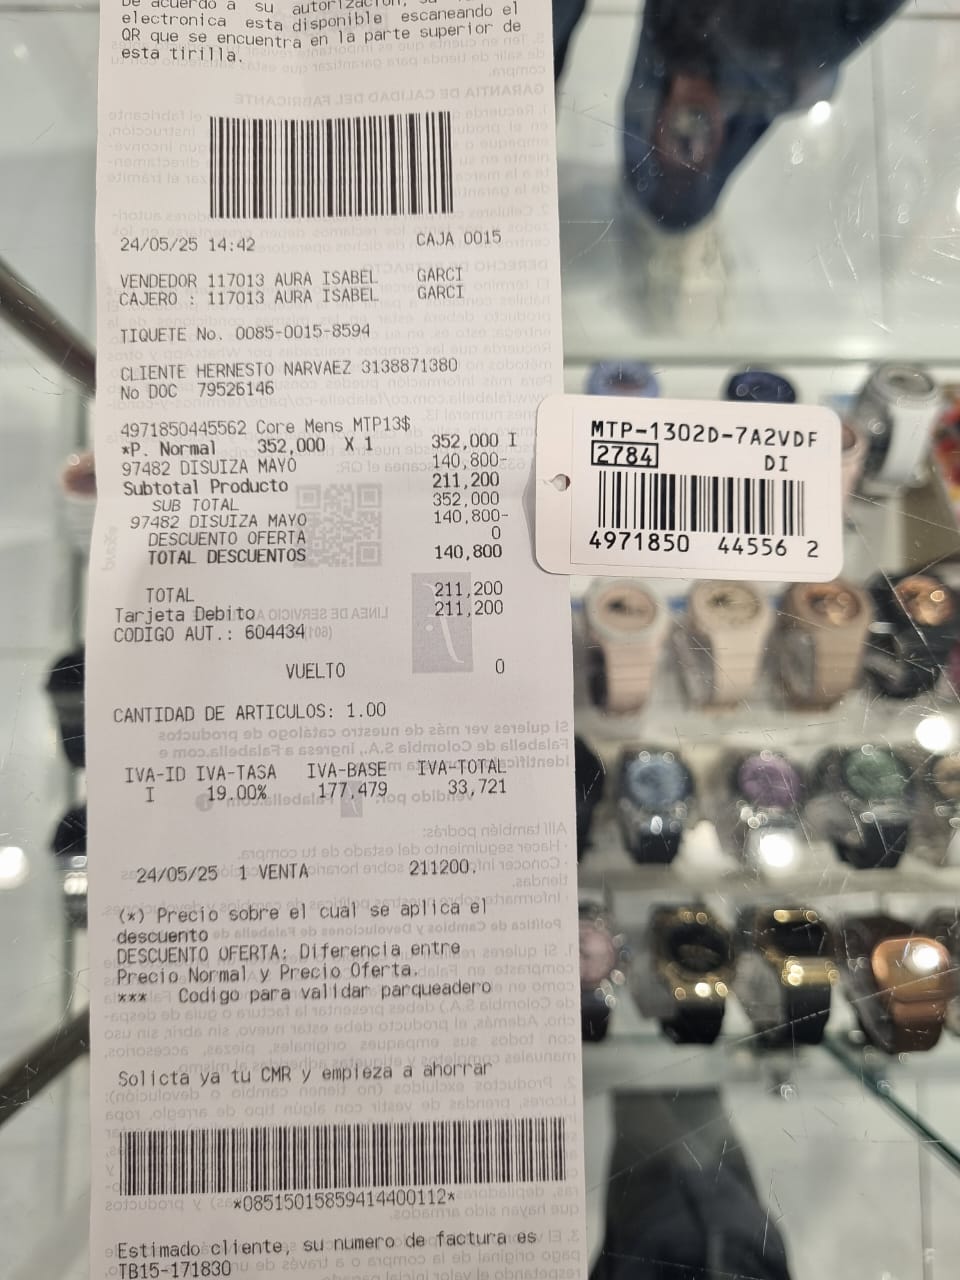 De acuerdo a su autorización, su
electronica esta disponible escaneando el
QR que se encuentra en la parte superior de
esta tirilla.
24/05/25 14:42 CAJA 0015
VENDEDOR 117013 AURA ISABEL GARCI
CAJERO : 117013 AURA ISABEL GARCI
TIQUETE No. 0085-0015-8594
CLIENTE HERNESTO NARVAEZ 3138871380
No DOC 79526146
4971850445562 Core Mens MTP13$
*P. Normal 352,000 X 1 352,000 I
97482 DISUIZA MAYO 140,800-
Subtotal Producto 211,200
SUB TOTAL 352,000
97482 DISUIZA MAYO 140,800-
DESCUENTO OFERTA 0
TOTAL DESCUENTOS 140,800
TOTAL 211,200
Tarjeta Debito 211,200
CODIGO AUT.: 604434
VUELTO 0
CANTIDAD DE ARTICULOS: 1.00
IVA-ID IVA-TASA IVA-BASE IVA-TOTAL
I 19.00% 177,479 33,721
24/05/25 1 VENTA 211200.
(*) Precio sobre el cual se aplica el
descuento
DESCUENTO OFERTA: Diferencia entre
Precio Normal y Precio Oferta.
*** Codigo para validar parqueadero
Solicta ya tu CMR y empieza a ahorrar
*08515015859414400112*
Estimado cliente, su numero de factura es
TB15-171830
MTP-1302D-7A2VDF
2784 DI
4971850 44556 2